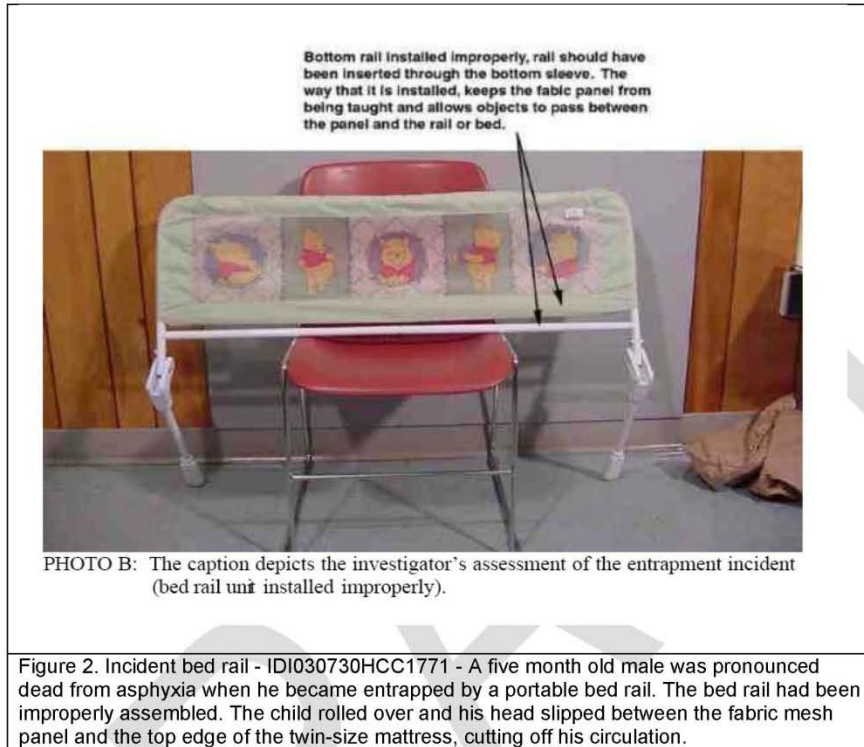 Bottom rail installed improperly, rail should have
been inserted through the bottom sleeve. The
way that it is installed, keeps the fabic panel from
being taught and allows objects to pass between
the panel and the rail or bed.
PHOTO B: The caption depicts the investigator's assessment of the entrapment incident
(bed rail unit installed improperly).
Figure 2. Incident bed rail - IDI030730HCC1771 - A five month old male was pronounced
dead from asphyxia when he became entrapped by a portable bed rail. The bed rail had been
improperly assembled. The child rolled over and his head slipped between the fabric mesh
panel and the top edge of the twin-size mattress, cutting off his circulation.